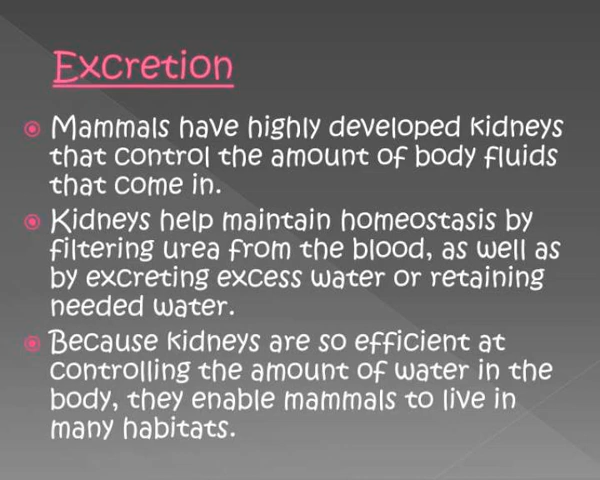 Excretion
Mammals have highly developed kidneys
that control the amount of body fluids
that come in.
Kidneys help maintain homeostasis by
filtering urea from the blood, as well as
by excreting excess water or retaining
needed water.
Because kidneys are so efficient at
controlling the amount of water in the
body, they enable mammals to live in
many habitats.